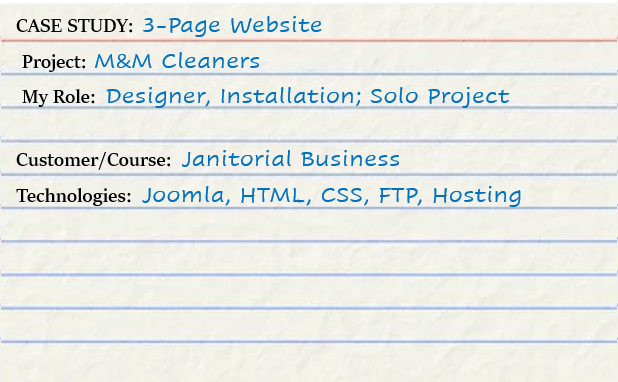 CASE STUDY: 3-Page Website
Project: M&M Cleaners
My Role: Designer, Installation; Solo Project
Customer/Course: Janitorial Business
Technologies: Joomla, HTML, CSS, FTP, Hosting